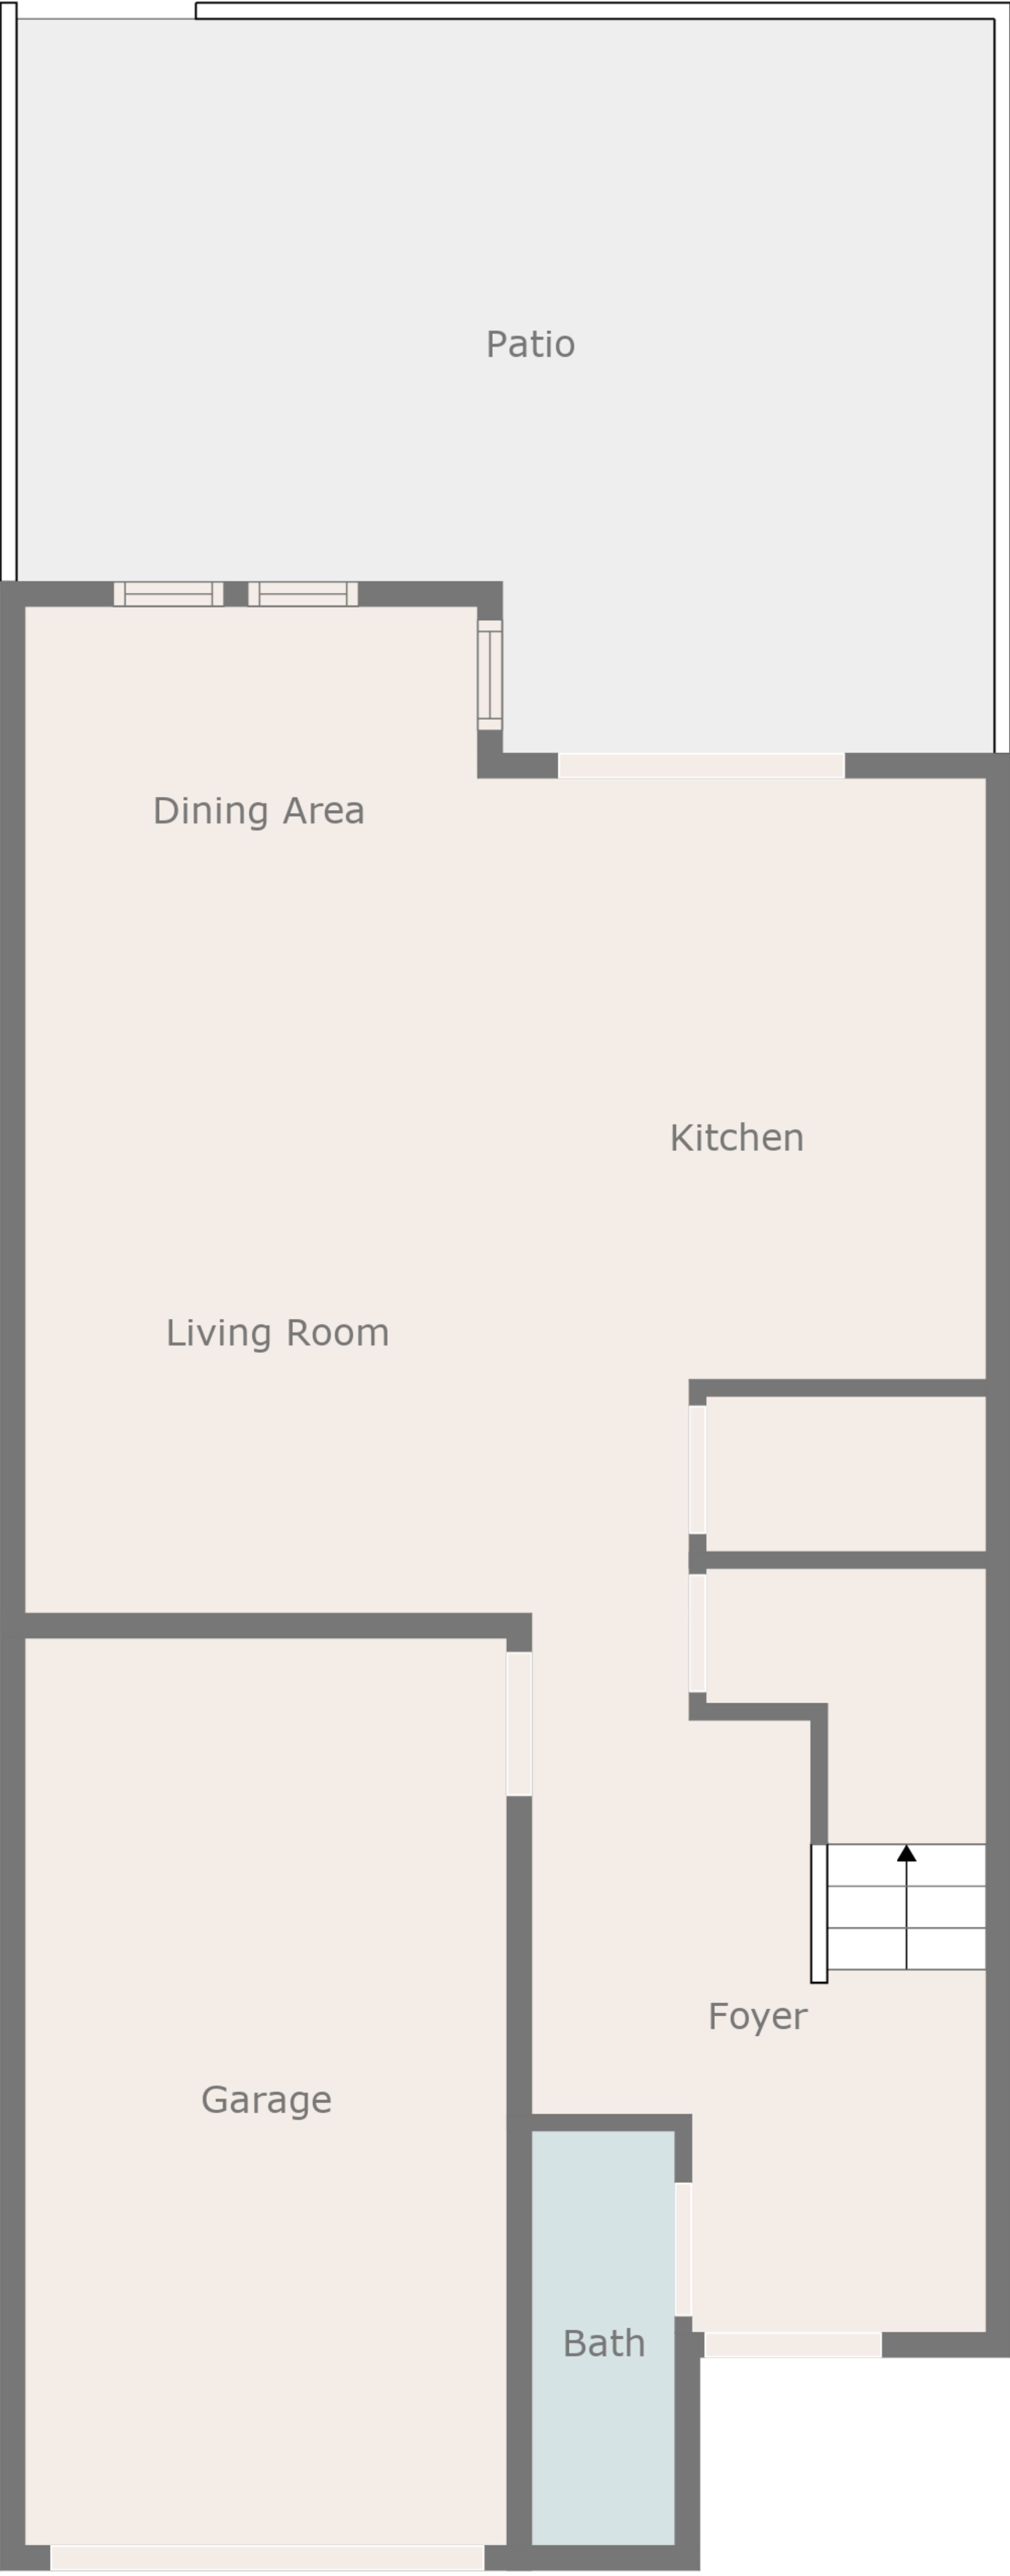 Patio
Dining Area
Kitchen
Living Room
Foyer
Garage
Bath